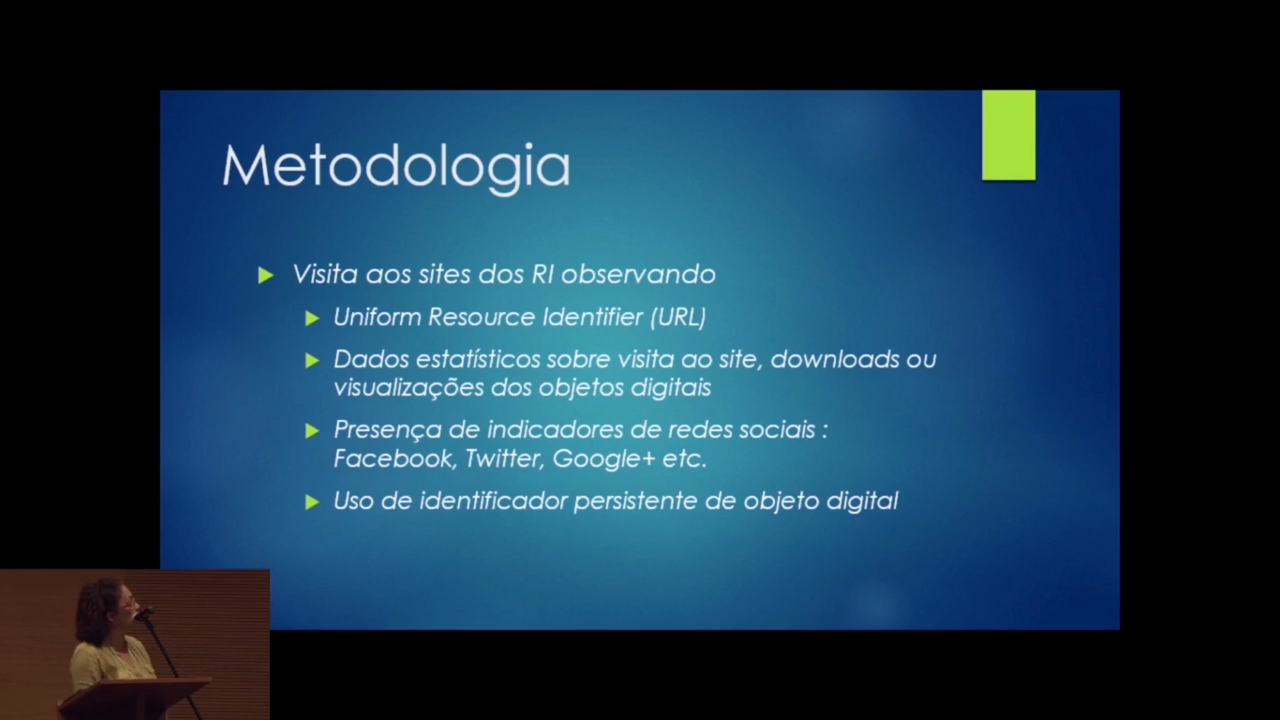 Metodologia
Visita aos sites dos RI observando
Uniform Resource Identifier (URL)
Dados estatísticos sobre visita ao site, downloads ou
visualizações dos objetos digitais
Presença de indicadores de redes sociais :
Facebook, Twitter, Google+ etc.
Uso de identificador persistente de objeto digital